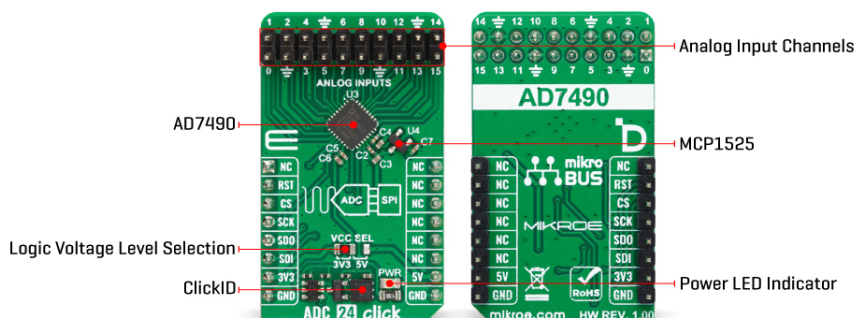 1 2 4 6 8 10 12 14
0 3 5 7 9 11 13 15
ANALOG INPUTS
U3
U4
C4
C7
C5
C6
C2
C3
NC
RST
CS
SCK
SDO
SDI
3V3
GND
NC
NC
NC
NC
NC
NC
5V
GND
ADC SPI
VCC SEL
3V3 5V
PWR
ADC 24 click
14 12 10 8 6 4 2 1
15 13 11 9 7 5 3 0
AD7490
mikro
BUS
MIKROE
NC
NC
NC
NC
NC
NC
5V
GND
NC
RST
CS
SCK
SDO
SDI
3V3
GND
RoHS
mikroe.com HW REV. 1.00
Analog Input Channels
AD7490
MCP1525
Logic Voltage Level Selection
ClickID
Power LED Indicator